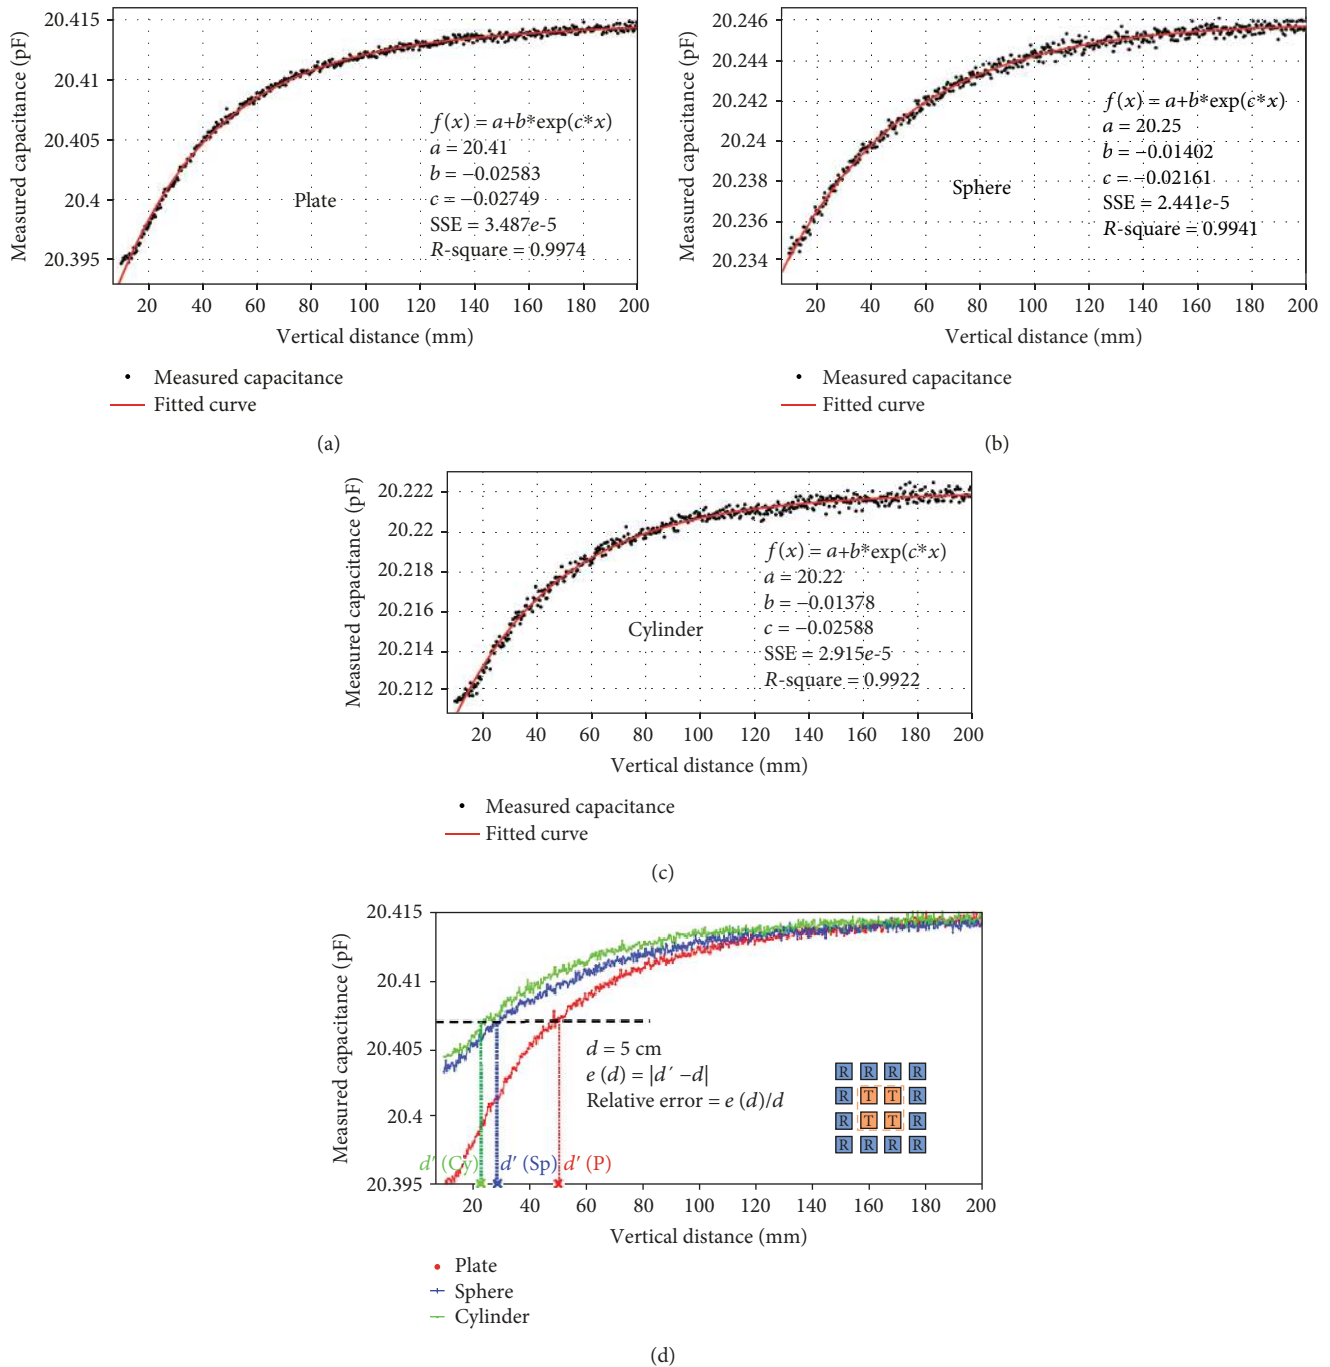 Measured capacitance (pF)
20.415
20.41
20.405
20.4
20.395
f(x) = a+b*exp(c*x)
a = 20.41
b = −0.02583
c = −0.02749
SSE = 3.487e-5
R-square = 0.9974
Plate
20 40 60 80 100 120 140 160 180 200
Vertical distance (mm)
Measured capacitance
Fitted curve
(a)
Measured capacitance (pF)
20.246
20.244
20.242
20.24
20.238
20.236
20.234
f(x) = a+b*exp(c*x)
a = 20.25
b = −0.01402
c = −0.02161
SSE = 2.441e-5
R-square = 0.9941
Sphere
20 40 60 80 100 120 140 160 180 200
Vertical distance (mm)
Measured capacitance
Fitted curve
(b)
Measured capacitance (pF)
20.222
20.22
20.218
20.216
20.214
20.212
f(x) = a+b*exp(c*x)
a = 20.22
b = −0.01378
c = −0.02588
SSE = 2.915e-5
R-square = 0.9922
Cylinder
20 40 60 80 100 120 140 160 180 200
Vertical distance (mm)
Measured capacitance
Fitted curve
(c)
Measured capacitance (pF)
20.415
20.41
20.405
20.4
20.395
d = 5 cm
e (d) = |d′ −d|
Relative error = e (d)/d
R R R R
R T T R
R T T R
R R R R
d′ (Cy) d′ (Sp) d′ (P)
20 40 60 80 100 120 140 160 180 200
Vertical distance (mm)
Plate
Sphere
Cylinder
(d)